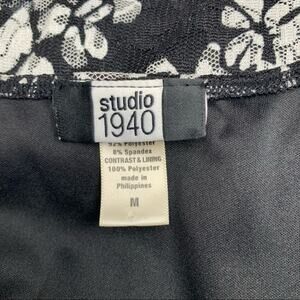 studio
1940
92% Polyester
8% Spandex
CONTRAST & LINING
100% Polyester
made in
Philippines
M